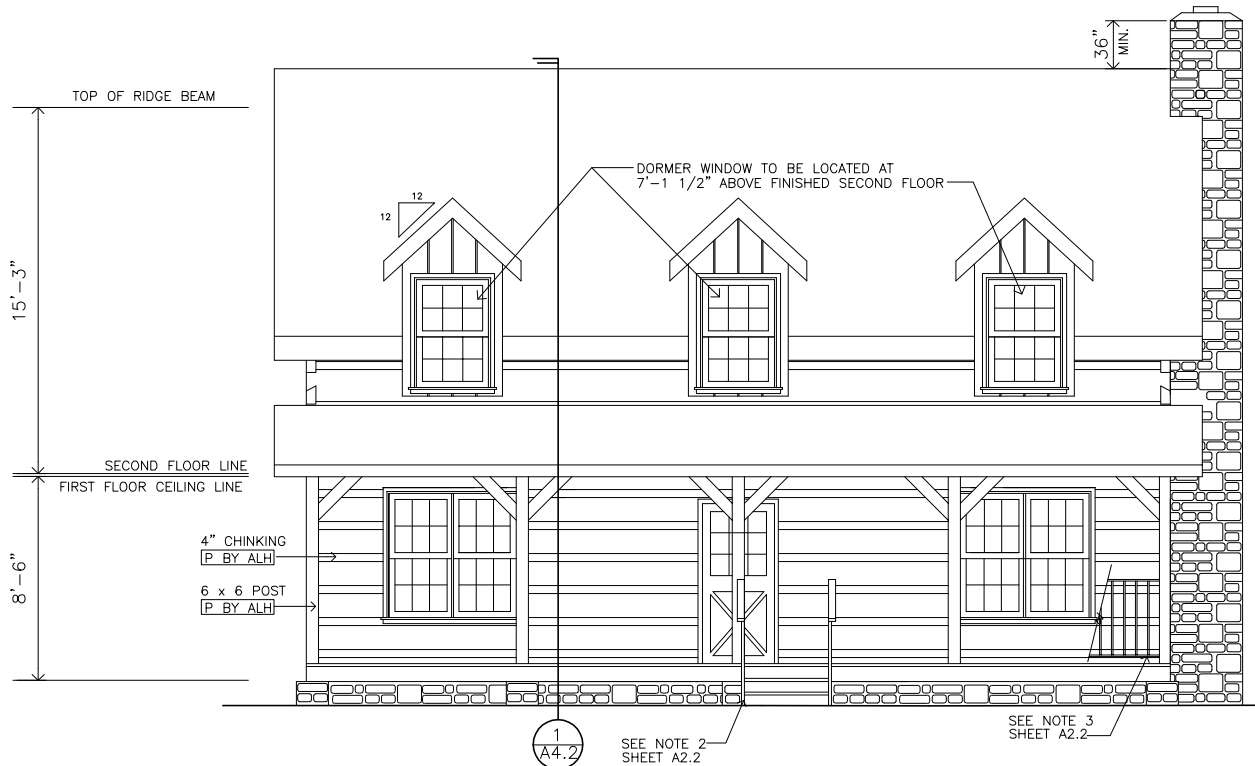 36"
MIN.
TOP OF RIDGE BEAM
DORMER WINDOW TO BE LOCATED AT
7'-1 1/2" ABOVE FINISHED SECOND FLOOR
12
12
15'-3"
SECOND FLOOR LINE
FIRST FLOOR CEILING LINE
4" CHINKING
P BY ALH
8'-6"
6 x 6 POST
P BY ALH
1
A4.2
SEE NOTE 2
SHEET A2.2
SEE NOTE 3
SHEET A2.2